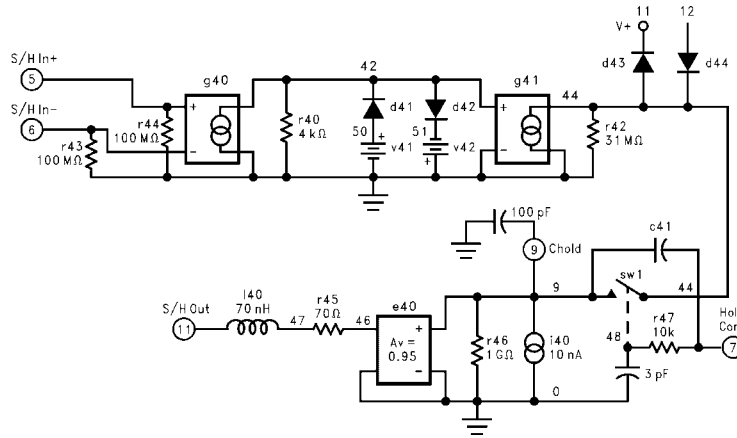 11
12
V+
S/H In+
5
42
g40
d43
d44
g41
44
S/H In−
6
+
−
r44
100 MΩ
r43
100 MΩ
r40
4 kΩ
d41
50
+
v41
d42
51
v42
+
+
−
r42
31 MΩ
100 pF
9
Chold
c41
9
sw1
44
S/H Out
11
l40
70 nH
47
r45
70Ω
46
e40
+
Av =
0.95
−
r46
1 GΩ
i40
10 nA
48
r47
10k
7
3 pF
0